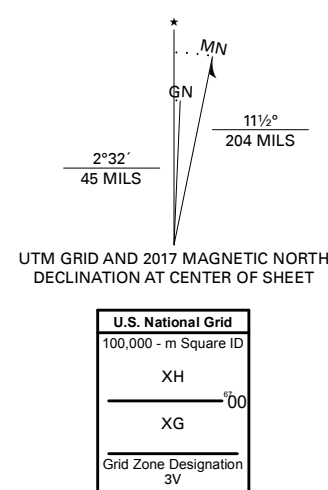 ★
MN
GN
11½°
204 MILS
2°32´
45 MILS
UTM GRID AND 2017 MAGNETIC NORTH
DECLINATION AT CENTER OF SHEET
U.S. National Grid
100,000 - m Square ID
XH
⁶⁷00
XG
Grid Zone Designation
3V